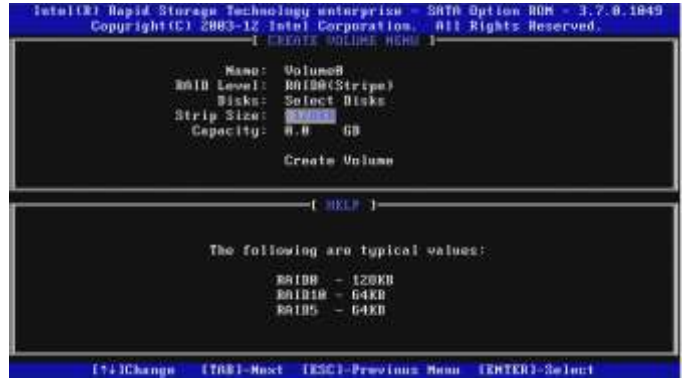 Intel(R) Rapid Storage Technology enterprise - SATA Option ROM - 3.7.0.1049
Copyright(C) 2003-12 Intel Corporation. All Rights Reserved.
[ CREATE VOLUME MENU ]
Name: Volume0
RAID Level: RAID0(Stripe)
Disks: Select Disks
Strip Size: 128KB
Capacity: 0.0 GB
Create Volume
[ HELP ]
The following are typical values:
RAID0 - 128KB
RAID10 - 64KB
RAID5 - 64KB
[↑↓]Change [TAB]-Next [ESC]-Previous Menu [ENTER]-Select